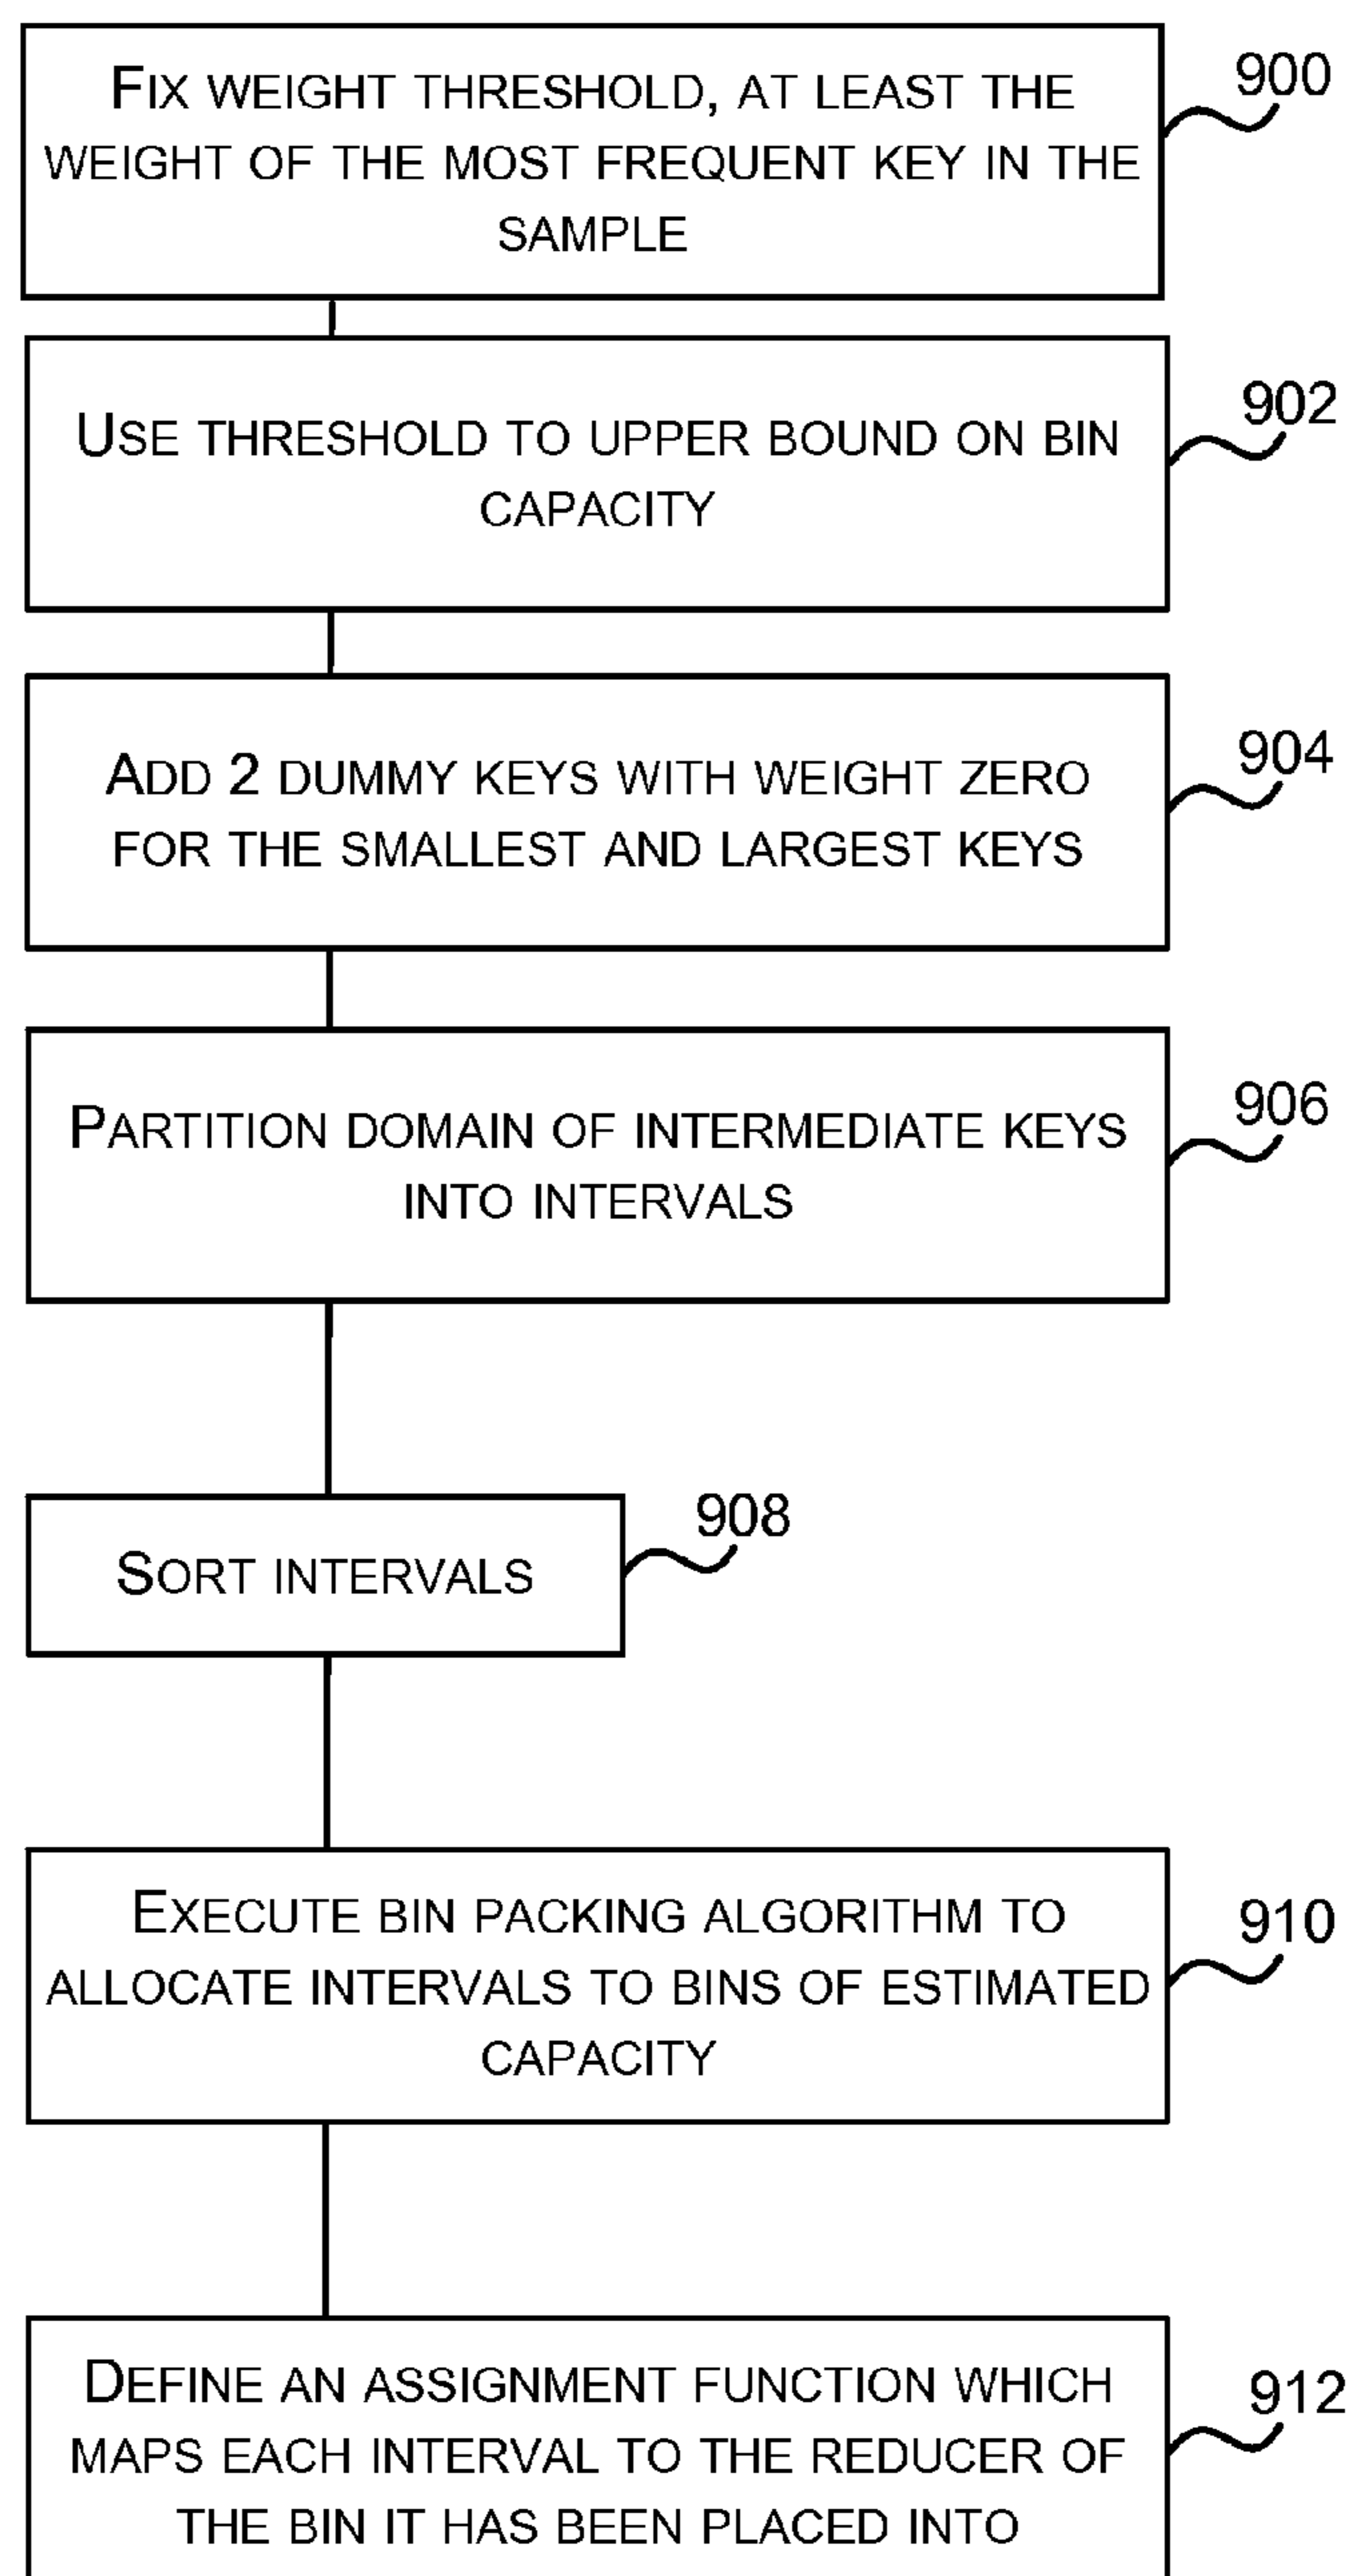 FIX WEIGHT THRESHOLD, AT LEAST THE
WEIGHT OF THE MOST FREQUENT KEY IN THE
SAMPLE
900
USE THRESHOLD TO UPPER BOUND ON BIN
CAPACITY
902
ADD 2 DUMMY KEYS WITH WEIGHT ZERO
FOR THE SMALLEST AND LARGEST KEYS
904
PARTITION DOMAIN OF INTERMEDIATE KEYS
INTO INTERVALS
906
SORT INTERVALS
908
EXECUTE BIN PACKING ALGORITHM TO
ALLOCATE INTERVALS TO BINS OF ESTIMATED
CAPACITY
910
DEFINE AN ASSIGNMENT FUNCTION WHICH
MAPS EACH INTERVAL TO THE REDUCER OF
THE BIN IT HAS BEEN PLACED INTO
912